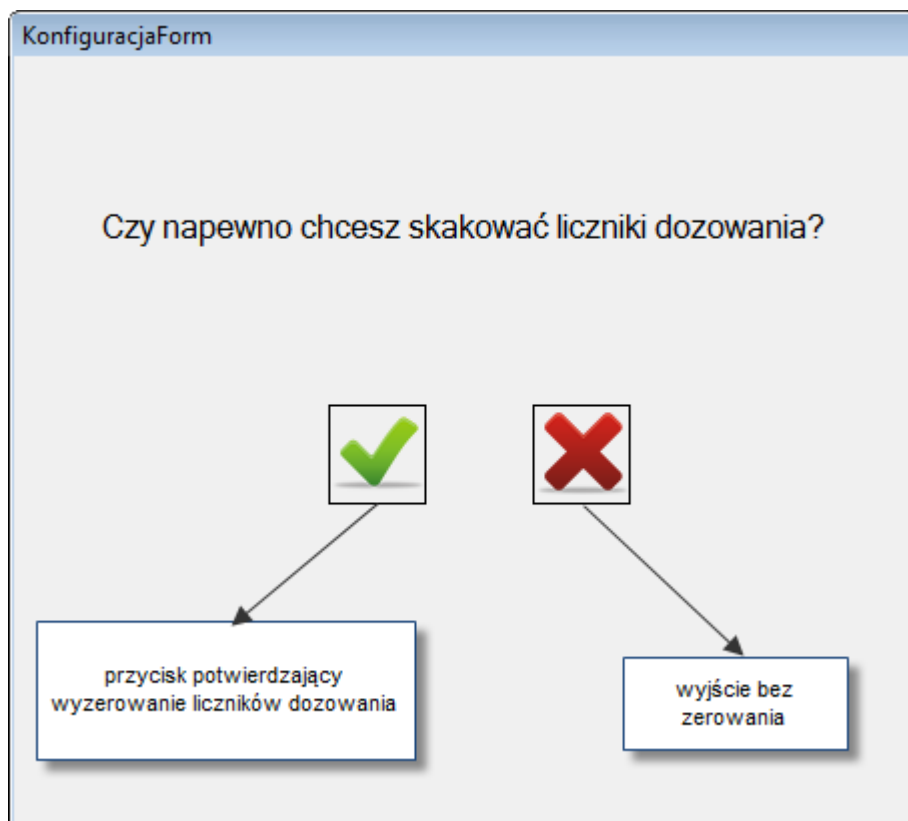 KonfiguracjaForm
Czy napewno chcesz skakować liczniki dozowania?
przycisk potwierdzający
wyzerowanie liczników dozowania
wyjście bez
zerowania